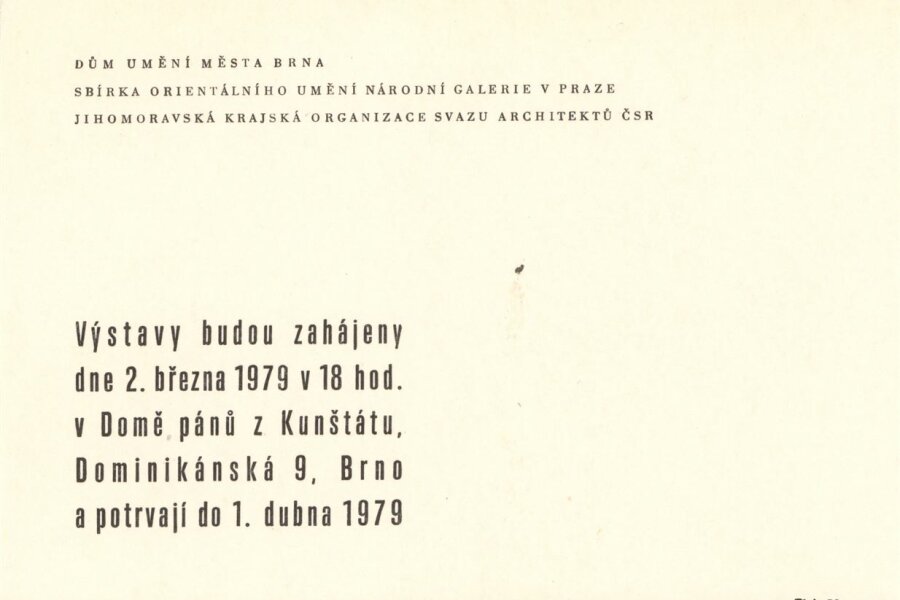 DŮM UMĚNÍ MĚSTA BRNA
SBÍRKA ORIENTÁLNÍHO UMĚNÍ NÁRODNÍ GALERIE V PRAZE
JIHOMORAVSKÁ KRAJSKÁ ORGANIZACE SVAZU ARCHITEKTŮ ČSR
Výstavy budou zahájeny
dne 2. března 1979 v 18 hod.
v Domě pánů z Kunštátu,
Dominikánská 9, Brno
a potrvají do 1. dubna 1979